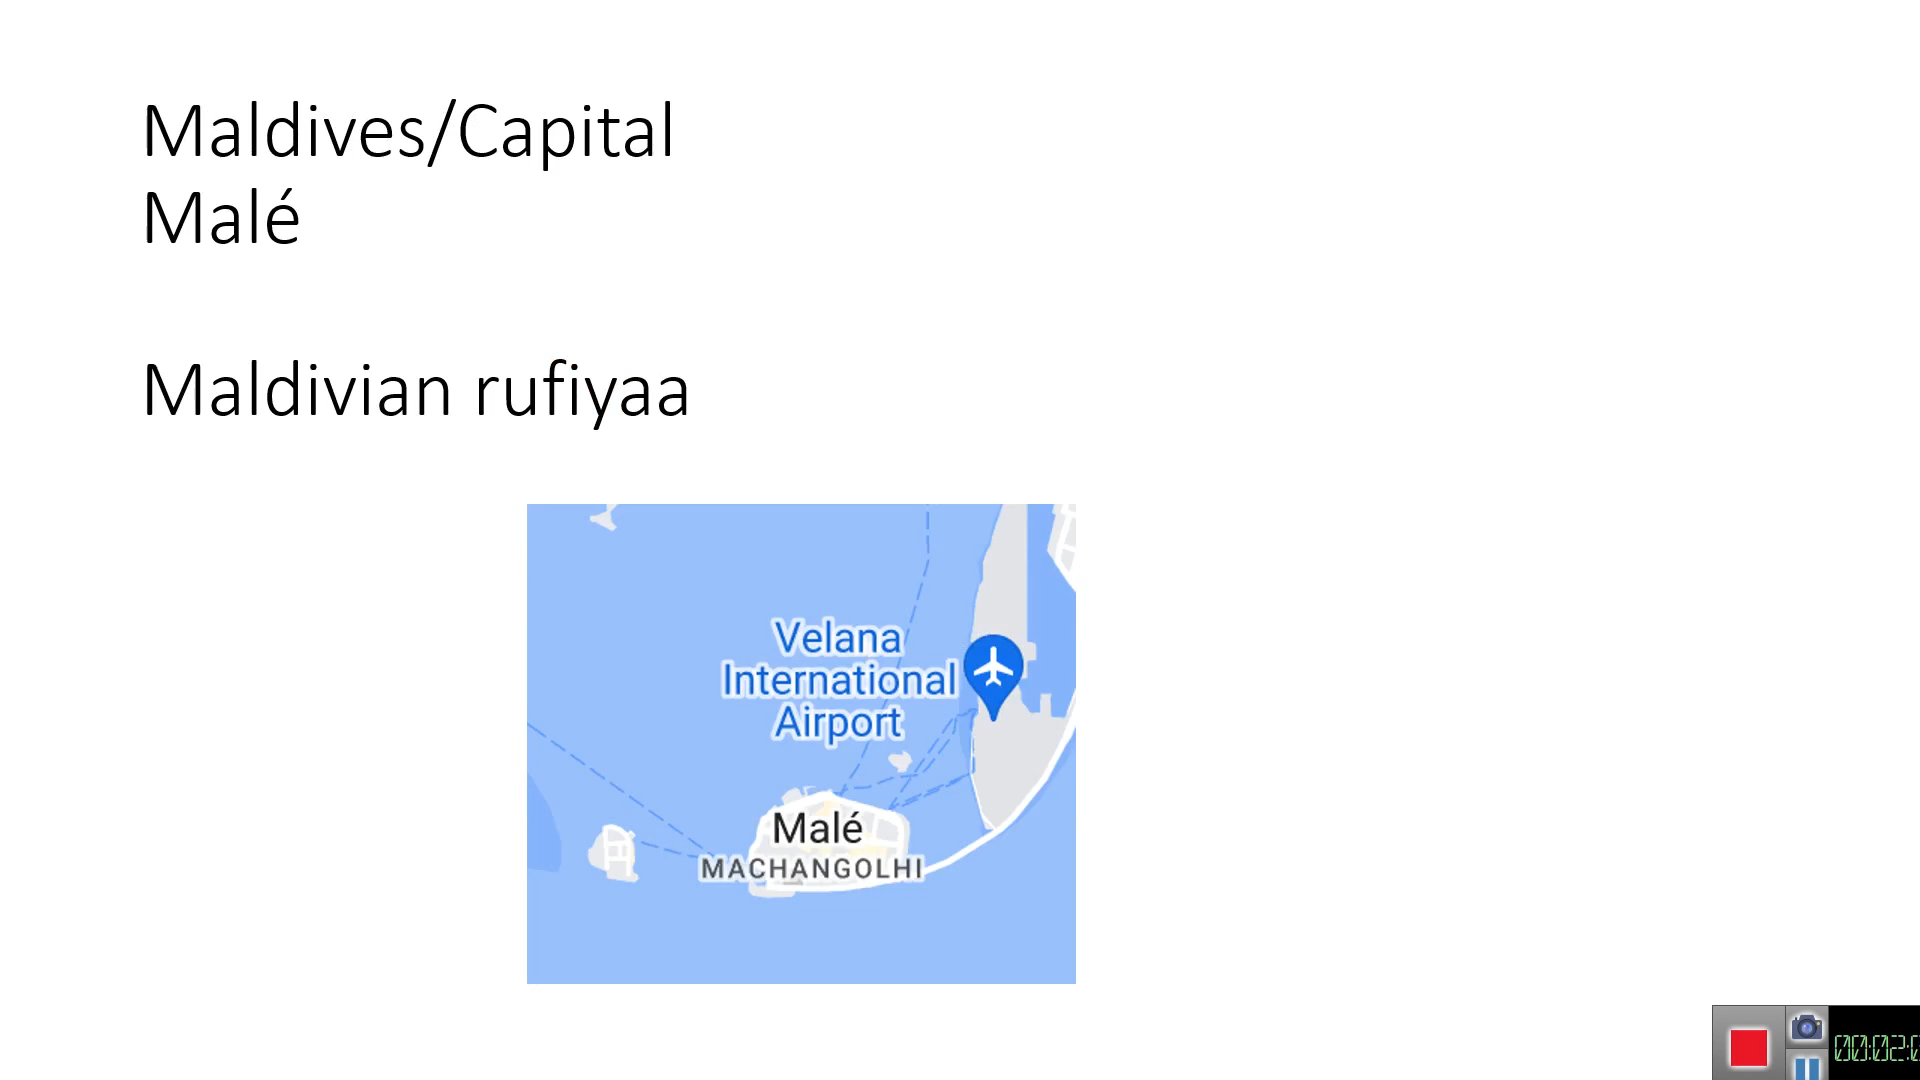 Maldives/Capital
Malé
Maldivian rufiyaa
Velana
International
Airport
Malé
MACHANGOLHI